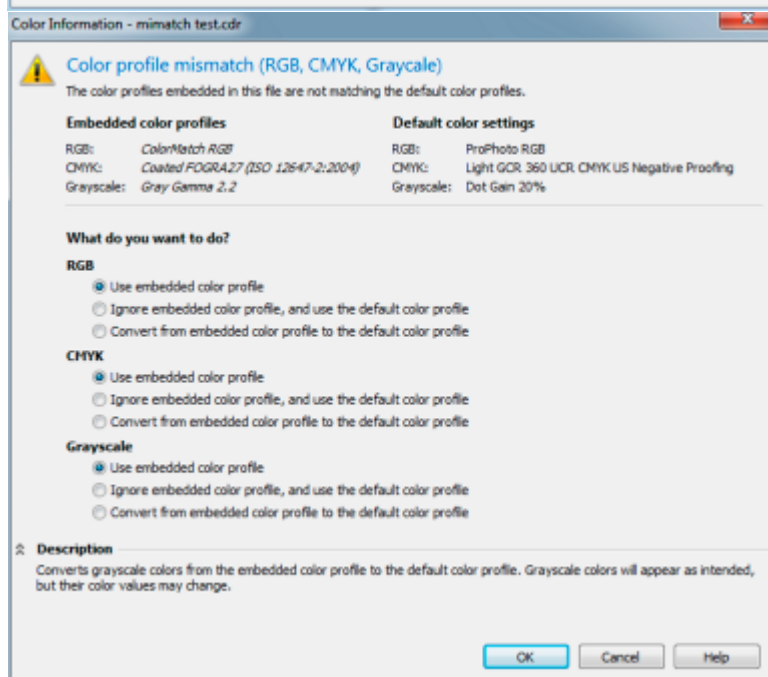 Color Information - mimatch test.cdr
Color profile mismatch (RGB, CMYK, Graycale)
The color profiles embedded in this file are not matching the default color profiles.
Embedded color profiles Default color settings
RGB: ColorMatch RGB RGB: ProPhoto RGB
CMYK: Coated FOGRA27 (ISO 12647-2:2004) CMYK: Light GCR 360 UCR CMYK US Negative Proofing
Grayscale: Gray Gamma 2.2 Grayscale: Dot Gain 20%
What do you want to do?
RGB
Use embedded color profile
Ignore embedded color profile, and use the default color profile
Convert from embedded color profile to the default color profile
CMYK
Use embedded color profile
Ignore embedded color profile, and use the default color profile
Convert from embedded color profile to the default color profile
Grayscale
Use embedded color profile
Ignore embedded color profile, and use the default color profile
Convert from embedded color profile to the default color profile
Description
Converts grayscale colors from the embedded color profile to the default color profile. Grayscale colors will appear as intended,
but their color values may change.
OK Cancel Help